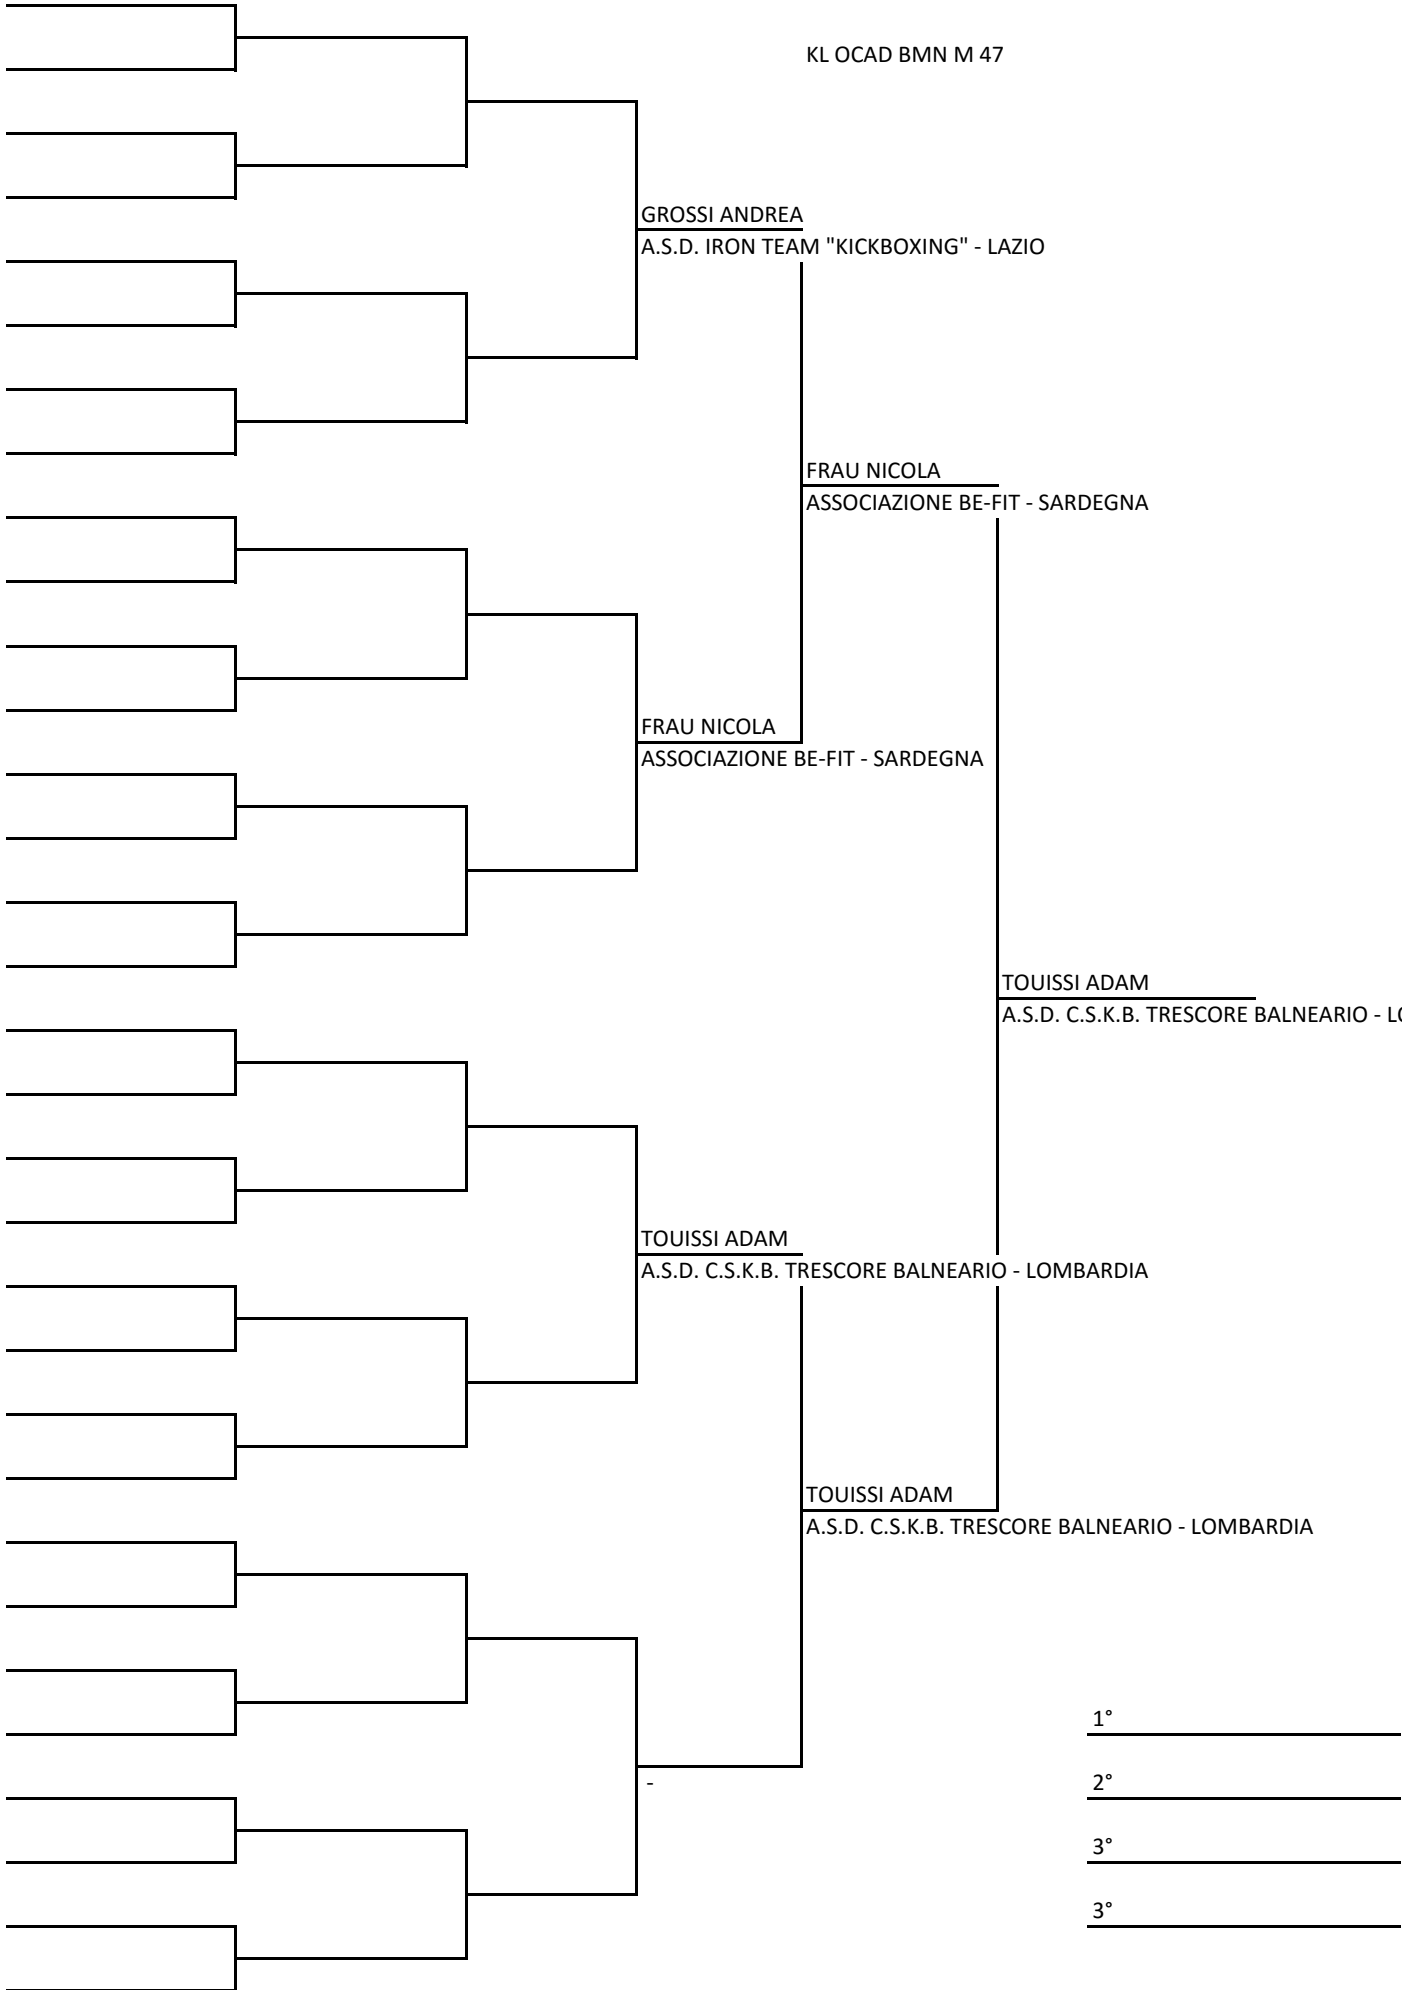 KL OCAD BMN M 47
GROSSI ANDREA
A.S.D. IRON TEAM "KICKBOXING" - LAZIO
FRAU NICOLA
ASSOCIAZIONE BE-FIT - SARDEGNA
FRAU NICOLA
ASSOCIAZIONE BE-FIT - SARDEGNA
TOUISSI ADAM
A.S.D. C.S.K.B. TRESCORE BALNEARIO - LO
TOUISSI ADAM
A.S.D. C.S.K.B. TRESCORE BALNEARIO - LOMBARDIA
TOUISSI ADAM
A.S.D. C.S.K.B. TRESCORE BALNEARIO - LOMBARDIA
1°
-
2°
3°
3°